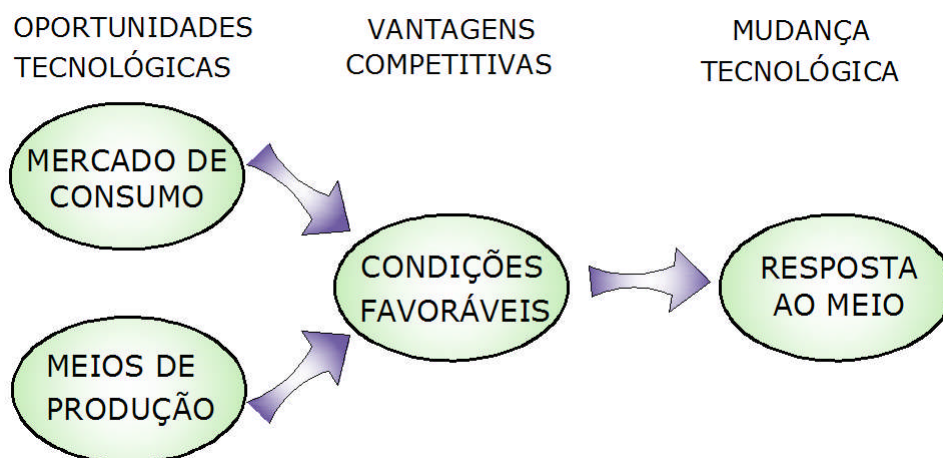 OPORTUNIDADES
TECNOLÓGICAS
VANTAGENS
COMPETITIVAS
MUDANÇA
TECNOLÓGICA
MERCADO DE
CONSUMO
MEIOS DE
PRODUÇÃO
CONDIÇÕES
FAVORÁVEIS
RESPOSTA
AO MEIO